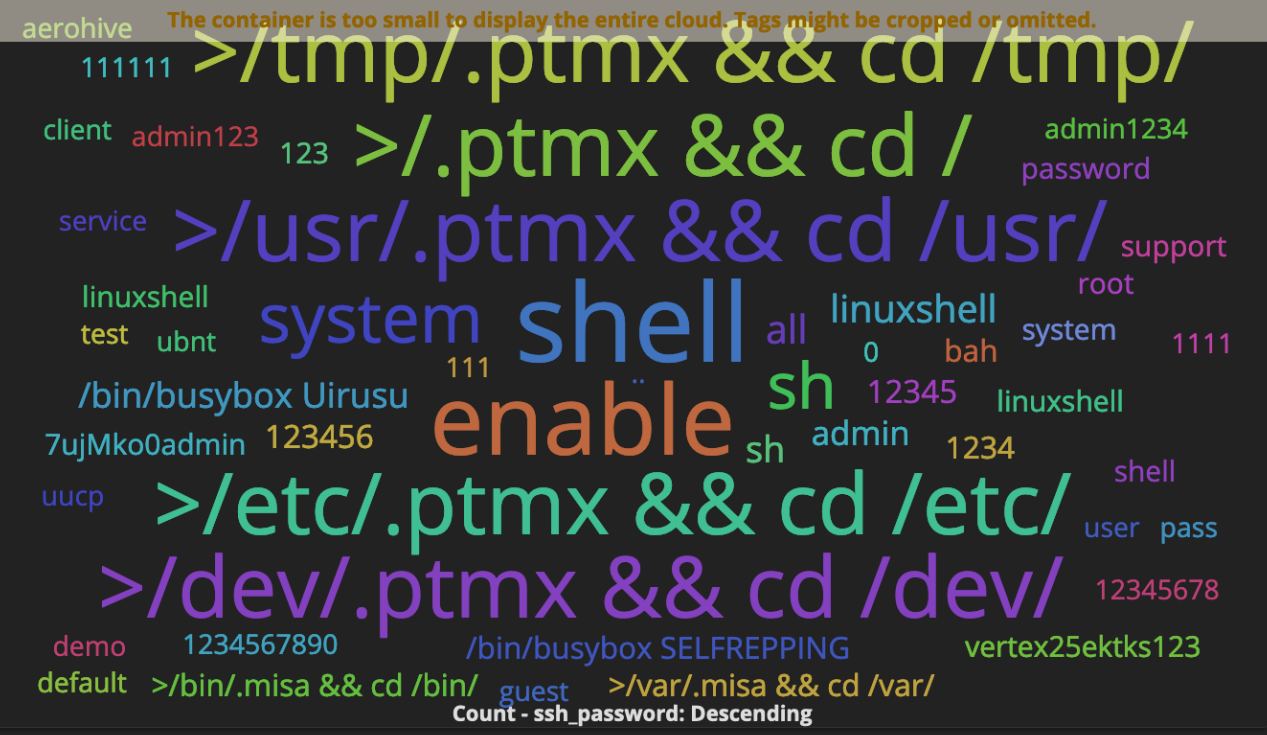 The container is too small to display the entire cloud. Tags might be cropped or omitted.
aerohive
>/tmp/.ptmx && cd /tmp/
111111
client
admin123
123
>/.ptmx && cd /
admin1234
password
service
>/usr/.ptmx && cd /usr/
support
root
linuxshell
system
shell
all
linuxshell
system
test
ubnt
0
bah
1111
111
..
/bin/busybox Uirusu
enable
sh
12345
linuxshell
7ujMko0admin
123456
sh
admin
1234
shell
uucp
>/etc/.ptmx && cd /etc/
user
pass
>/dev/.ptmx && cd /dev/
12345678
demo
1234567890
/bin/busybox SELFREPPING
vertex25ektks123
default
>/bin/.misa && cd /bin/
guest
>/var/.misa && cd /var/
Count - ssh_password: Descending